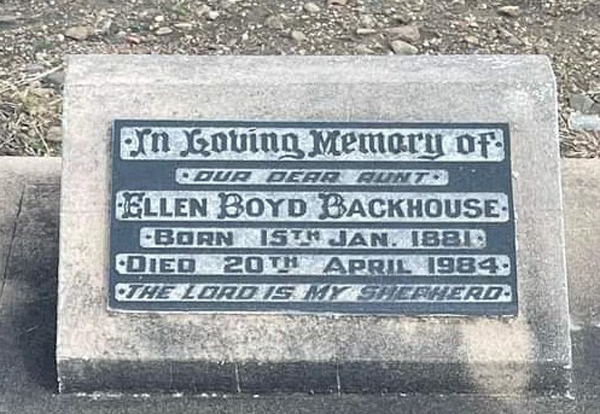 ·In Loving Memory of·
·OUR DEAR AUNT·
·ELLEN BOYD BACKHOUSE·
·BORN 15TH JAN. 1881·
·DIED 20TH APRIL 1984·
·THE LORD IS MY SHEPHERD·